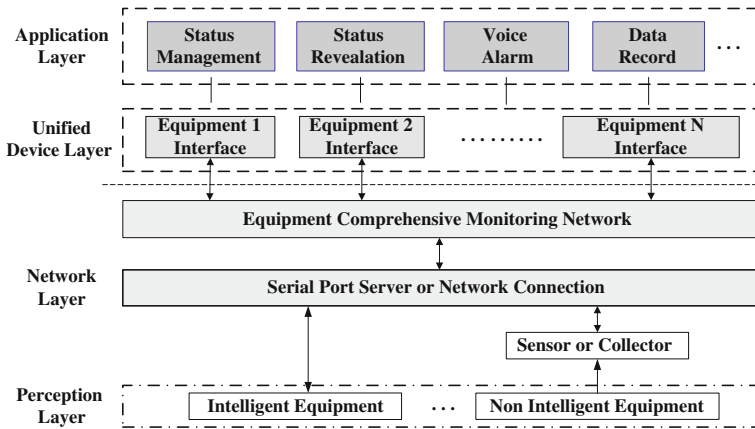 Application
Layer
Status
Management
Status
Revealation
Voice
Alarm
Data
Record
...
Unified
Device Layer
Equipment 1
Interface
Equipment 2
Interface
.........
Equipment N
Interface
Equipment Comprehensive Monitoring Network
Network
Layer
Serial Port Server or Network Connection
Sensor or Collector
Perception
Layer
Intelligent Equipment
...
Non Intelligent Equipment